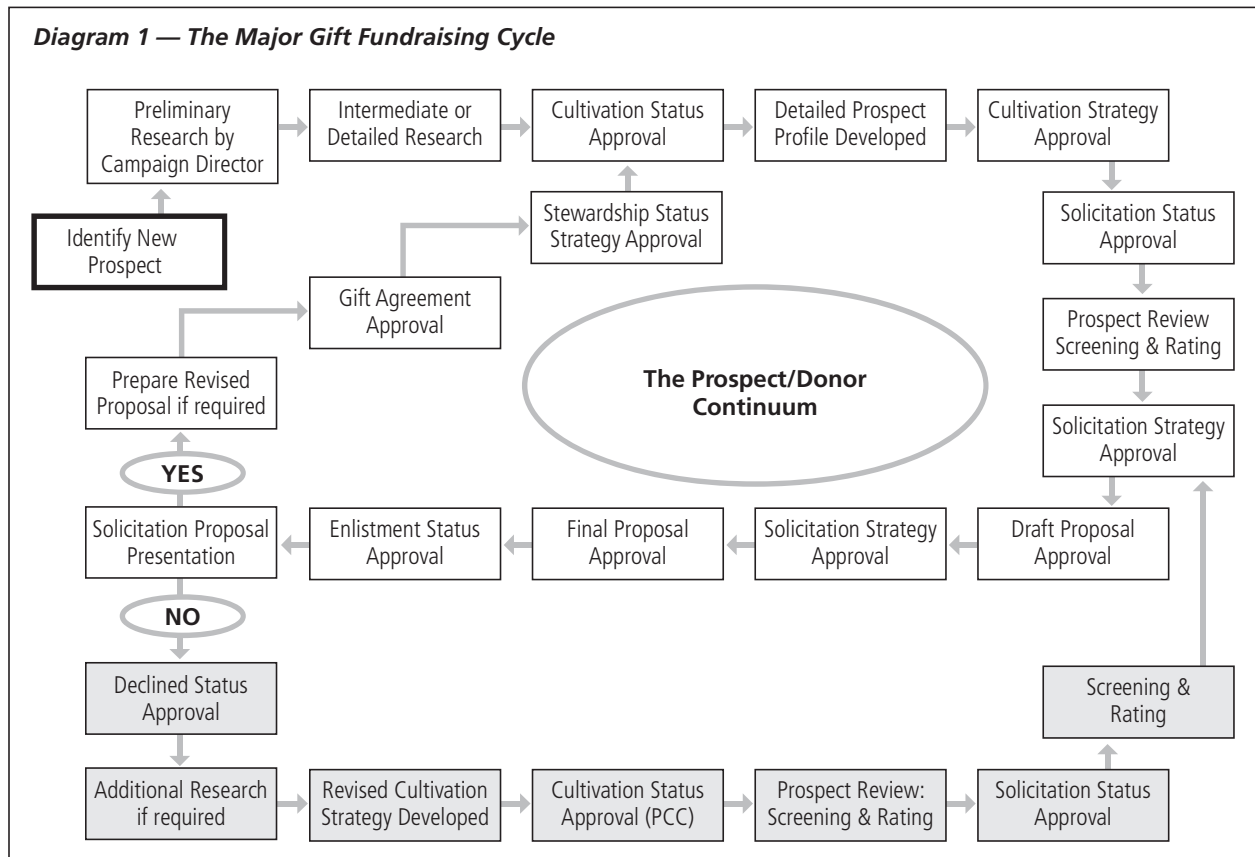 Diagram 1 — The Major Gift Fundraising Cycle
Preliminary
Research by
Campaign Director
Intermediate or
Detailed Research
Cultivation Status
Approval
Detailed Prospect
Profile Developed
Cultivation Strategy
Approval
Identify New
Prospect
Stewardship Status
Strategy Approval
Solicitation Status
Approval
Gift Agreement
Approval
Prospect Review
Screening & Rating
Prepare Revised
Proposal if required
The Prospect/Donor
Continuum
Solicitation Strategy
Approval
YES
Solicitation Proposal
Presentation
Enlistment Status
Approval
Final Proposal
Approval
Solicitation Strategy
Approval
Draft Proposal
Approval
NO
Declined Status
Approval
Screening &
Rating
Additional Research
if required
Revised Cultivation
Strategy Developed
Cultivation Status
Approval (PCC)
Prospect Review:
Screening & Rating
Solicitation Status
Approval